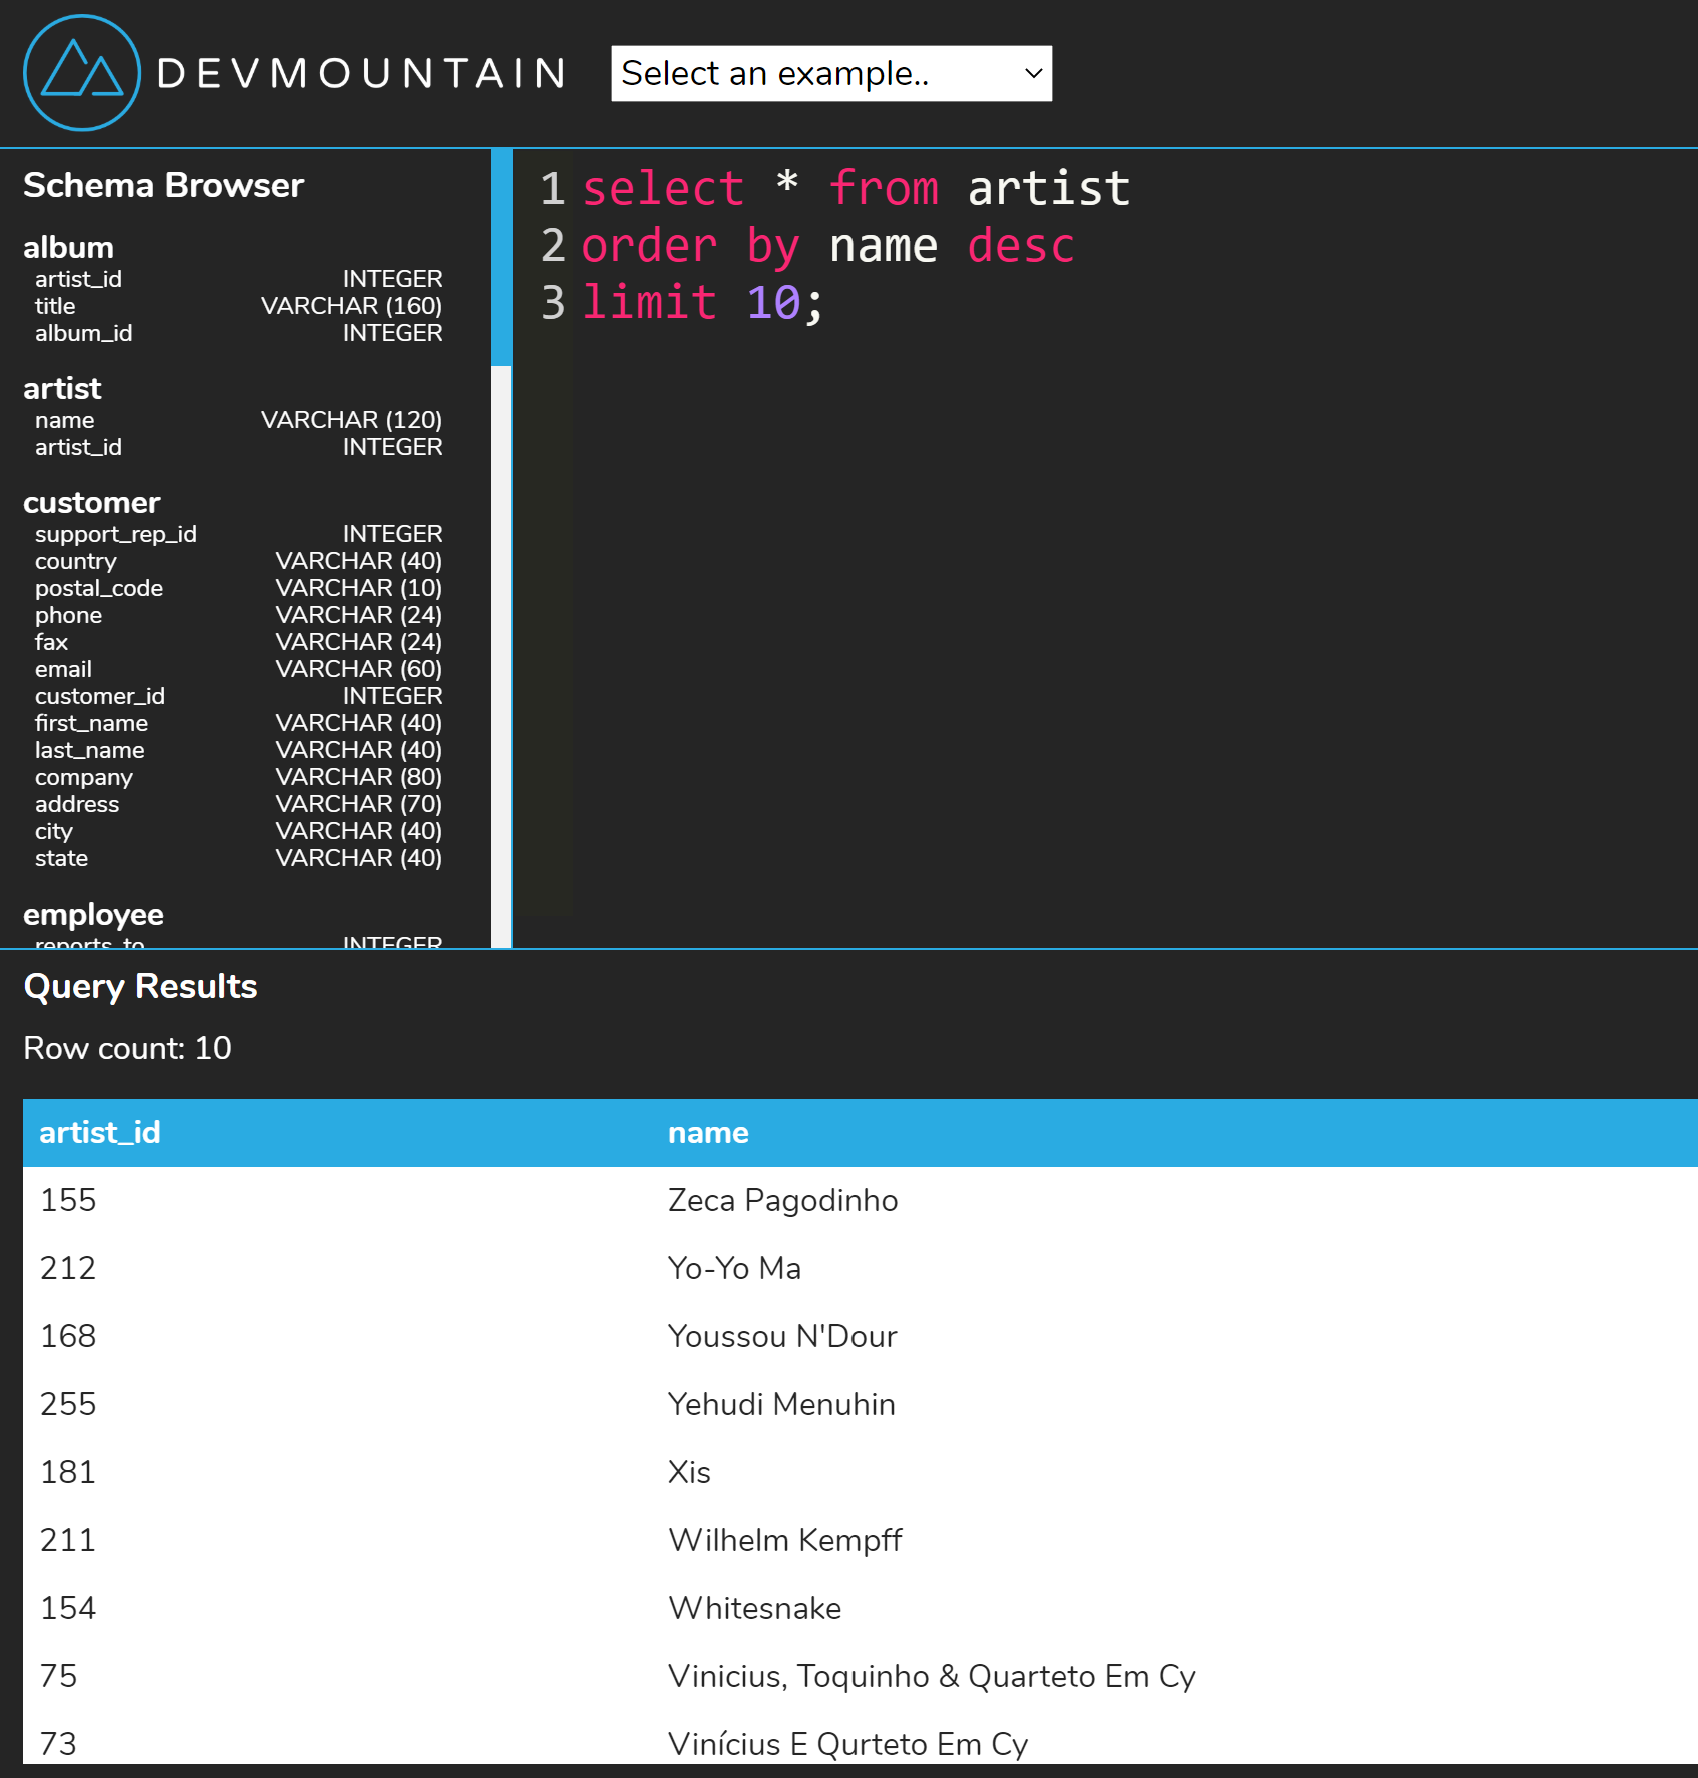 DEVMOUNTAIN
Select an example..
Schema Browser
album
artist_id INTEGER
title VARCHAR (160)
album_id INTEGER
artist
name VARCHAR (120)
artist_id INTEGER
customer
support_rep_id INTEGER
country VARCHAR (40)
postal_code VARCHAR (10)
phone VARCHAR (24)
fax VARCHAR (24)
email VARCHAR (60)
customer_id INTEGER
first_name VARCHAR (40)
last_name VARCHAR (40)
company VARCHAR (80)
address VARCHAR (70)
city VARCHAR (40)
state VARCHAR (40)
employee
reports_to INTEGER
1 select * from artist
2 order by name desc
3 limit 10;
Query Results
Row count: 10
artist_id name
155 Zeca Pagodinho
212 Yo-Yo Ma
168 Youssou N'Dour
255 Yehudi Menuhin
181 Xis
211 Wilhelm Kempff
154 Whitesnake
75 Vinicius, Toquinho & Quarteto Em Cy
73 Vinícius E Qurteto Em Cy